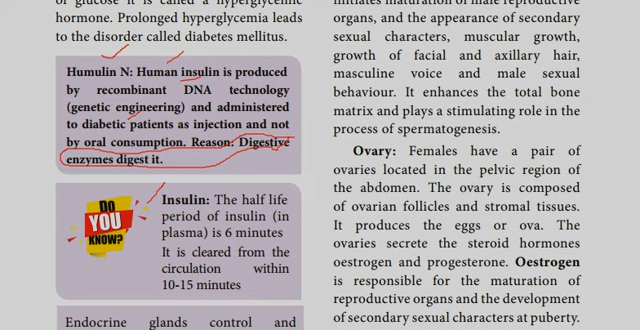 of glucose it is called a hyperglycemic
hormone. Prolonged hyperglycemia leads
to the disorder called diabetes mellitus.
Humulin N: Human insulin is produced
by recombinant DNA technology
(genetic engineering) and administered
to diabetic patients as injection and not
by oral consumption. Reason: Digestive
enzymes digest it.
DO
YOU
KNOW?
Insulin: The half life
period of insulin (in
plasma) is 6 minutes
It is cleared from the
circulation within
10-15 minutes
Endocrine glands control and
initiates maturation of male reproductive
organs, and the appearance of secondary
sexual characters, muscular growth,
growth of facial and axillary hair,
masculine voice and male sexual
behaviour. It enhances the total bone
matrix and plays a stimulating role in the
process of spermatogenesis.
Ovary: Females have a pair of
ovaries located in the pelvic region of
the abdomen. The ovary is composed
of ovarian follicles and stromal tissues.
It produces the eggs or ova. The
ovaries secrete the steroid hormones
oestrogen and progesterone. Oestrogen
is responsible for the maturation of
reproductive organs and the development
of secondary sexual characters at puberty.